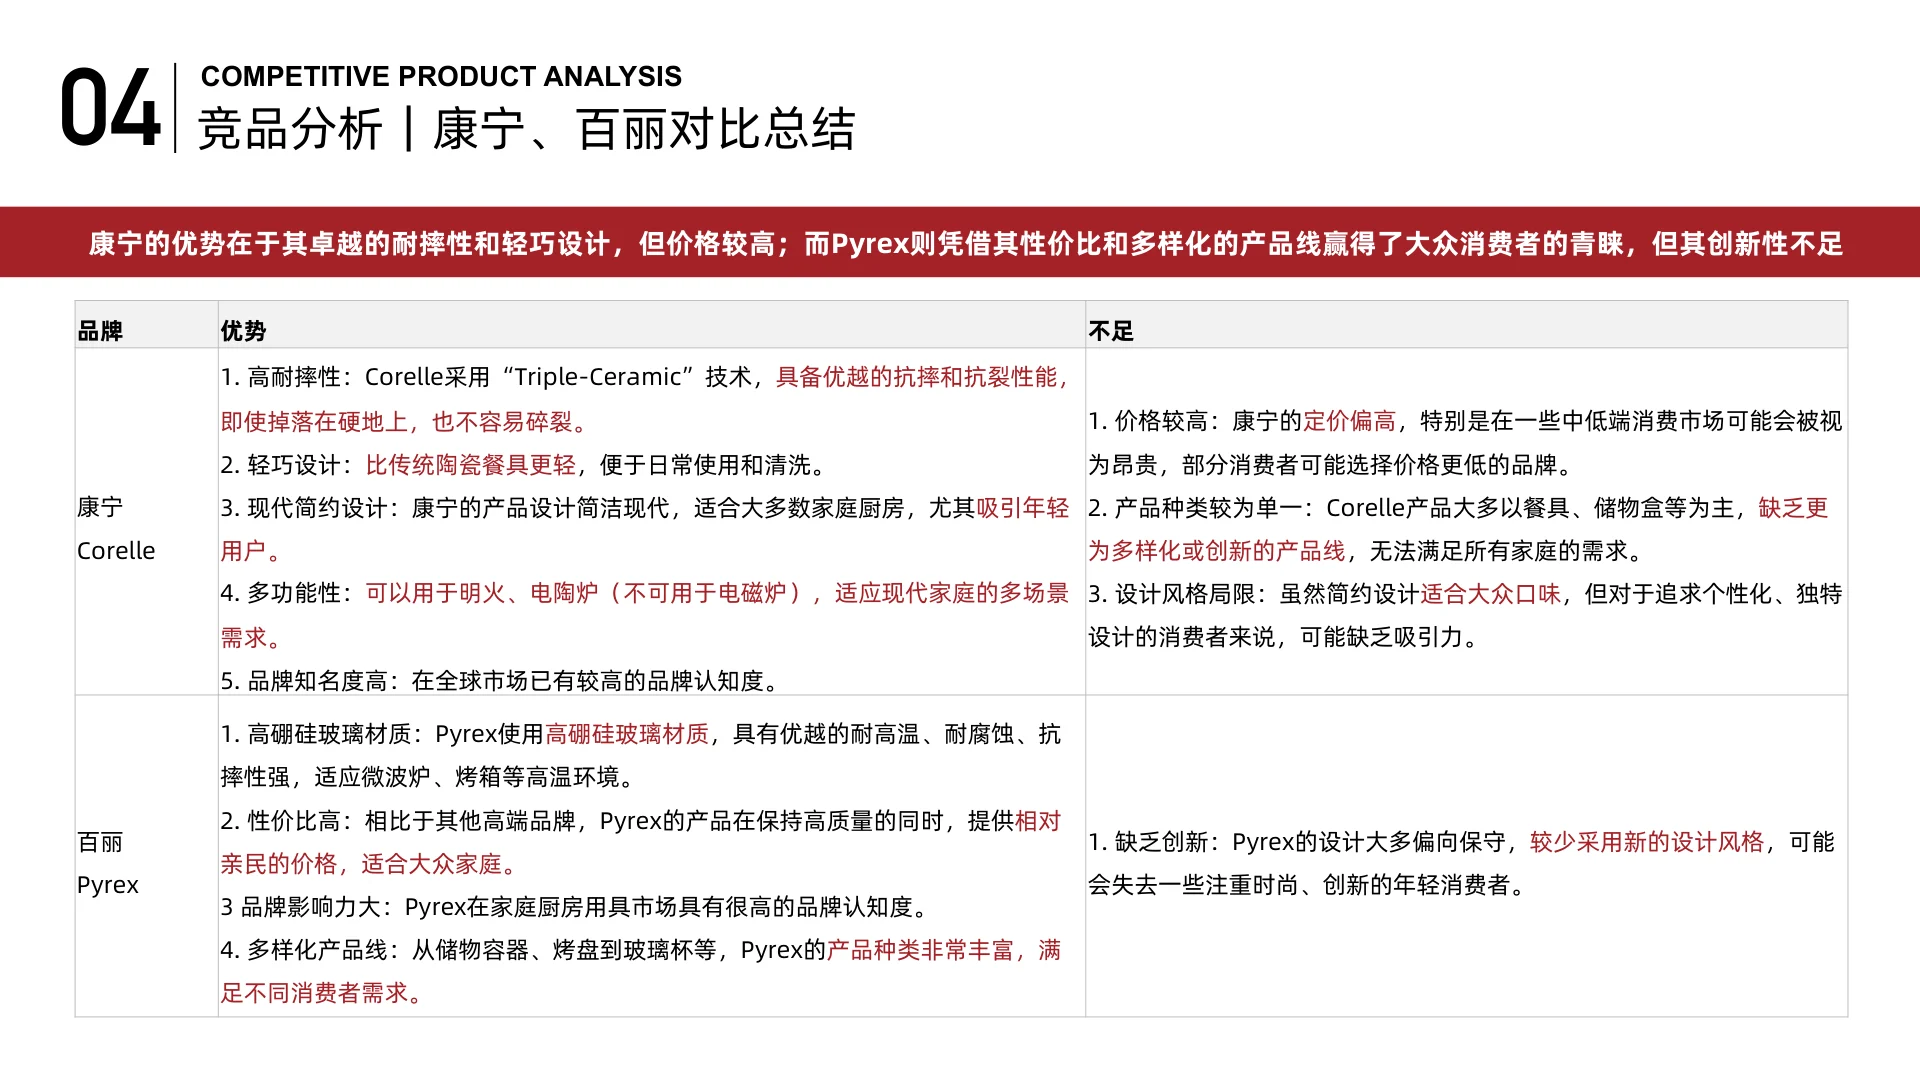 04
COMPETITIVE PRODUCT ANALYSIS
竞品分析｜康宁、百丽对比总结
康宁的优势在于其卓越的耐摔性和轻巧设计，但价格较高；而Pyrex则凭借其性价比和多样化的产品线赢得了大众消费者的青睐，但其创新性不足
品牌
优势
不足
康宁
Corelle
1. 高耐摔性：Corelle采用“Triple-Ceramic”技术，具备优越的抗摔和抗裂性能，
即使掉落在硬地上，也不容易碎裂。
2. 轻巧设计：比传统陶瓷餐具更轻，便于日常使用和清洗。
3. 现代简约设计：康宁的产品设计简洁现代，适合大多数家庭厨房，尤其吸引年轻
用户。
4. 多功能性：可以用于明火、电陶炉（不可用于电磁炉），适应现代家庭的多场景
需求。
5. 品牌知名度高：在全球市场已有较高的品牌认知度。
1. 价格较高：康宁的定价偏高，特别是在一些中低端消费市场可能会被视
为昂贵，部分消费者可能选择价格更低的品牌。
2. 产品种类较为单一：Corelle产品大多以餐具、储物盒等为主，缺乏更
为多样化或创新的产品线，无法满足所有家庭的需求。
3. 设计风格局限：虽然简约设计适合大众口味，但对于追求个性化、独特
设计的消费者来说，可能缺乏吸引力。
百丽
Pyrex
1. 高硼硅玻璃材质：Pyrex使用高硼硅玻璃材质，具有优越的耐高温、耐腐蚀、抗
摔性强，适应微波炉、烤箱等高温环境。
2. 性价比高：相比于其他高端品牌，Pyrex的产品在保持高质量的同时，提供相对
亲民的价格，适合大众家庭。
3 品牌影响力大：Pyrex在家庭厨房用具市场具有很高的品牌认知度。
4. 多样化产品线：从储物容器、烤盘到玻璃杯等，Pyrex的产品种类非常丰富，满
足不同消费者需求。
1. 缺乏创新：Pyrex的设计大多偏向保守，较少采用新的设计风格，可能
会失去一些注重时尚、创新的年轻消费者。